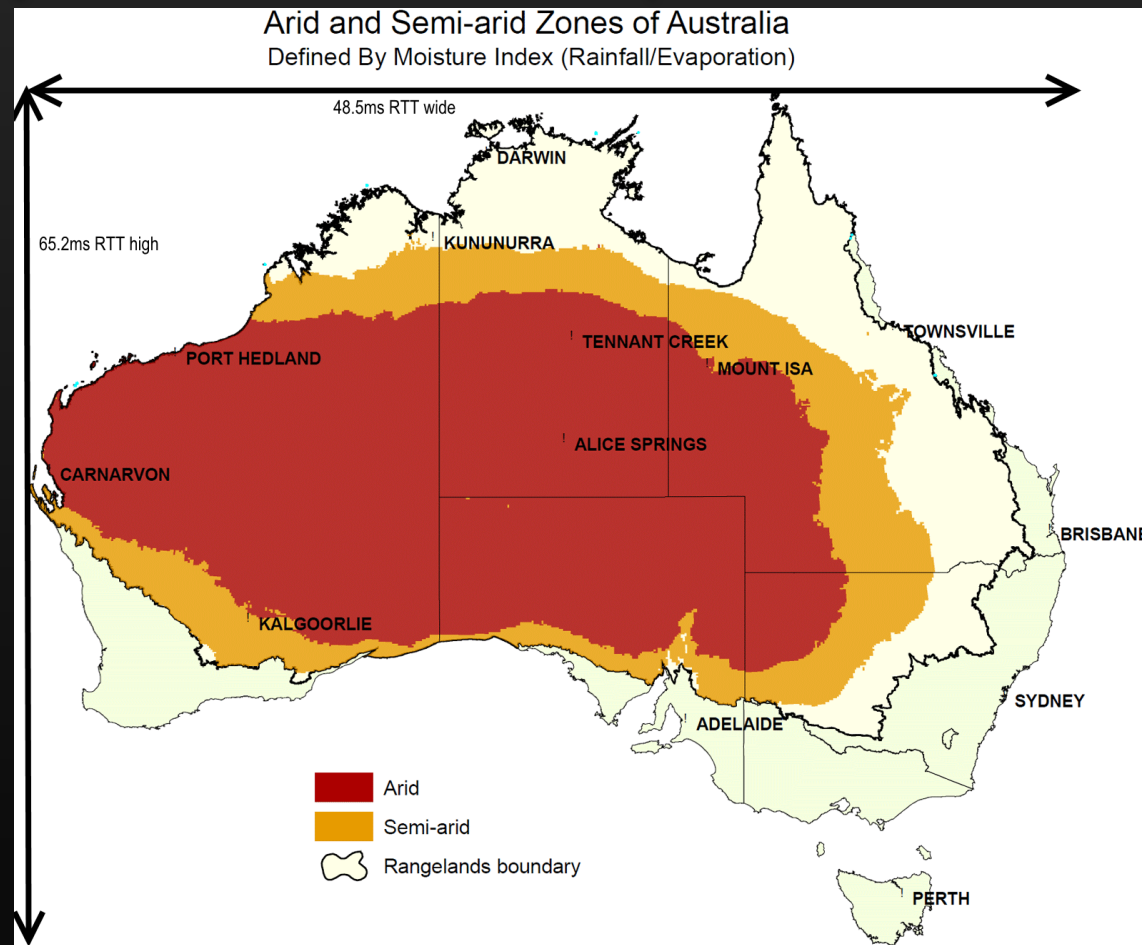 Arid and Semi-arid Zones of Australia
Defined By Moisture Index (Rainfall/Evaporation)
48.5ms RTT wide
DARWIN
65.2ms RTT high
KUNUNURRA
TOWNSVILLE
TENNANT CREEK
PORT HEDLAND
MOUNT ISA
ALICE SPRINGS
CARNARVON
BRISBANE
KALGOORLIE
SYDNEY
ADELAIDE
Arid
Semi-arid
Rangelands boundary
PERTH